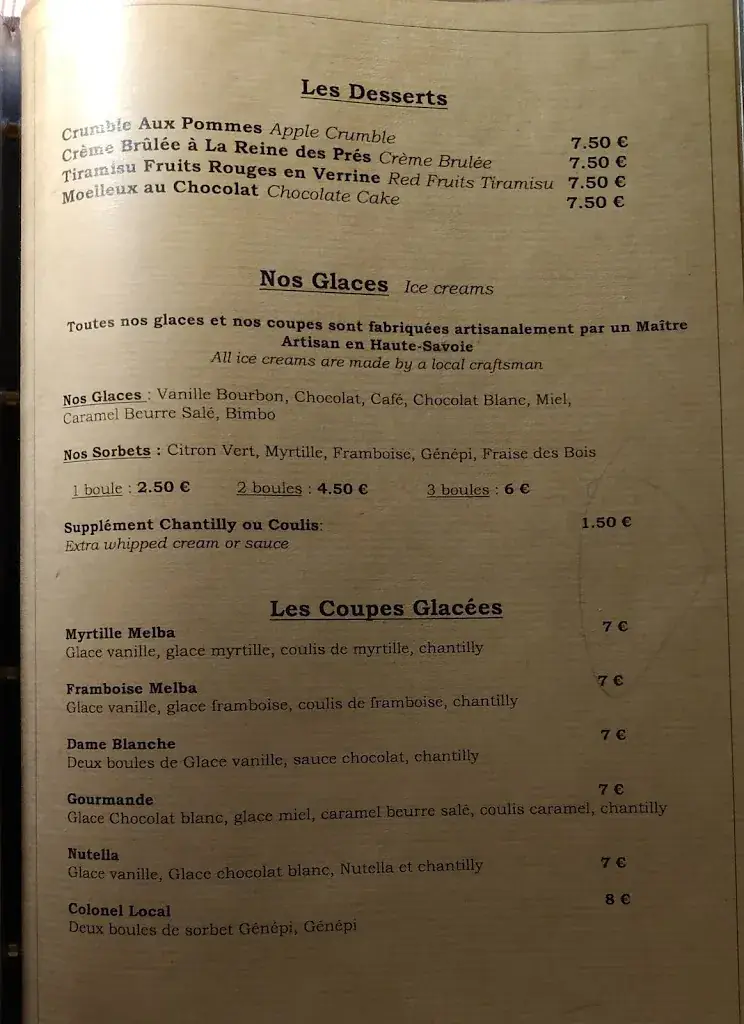 Les Desserts
Crumble Aux Pommes Apple Crumble 7.50 €
Crème Brûlée à La Reine des Prés Crème Brulée 7.50 €
Tiramisu Fruits Rouges en Verrine Red Fruits Tiramisu 7.50 €
Moelleux au Chocolat Chocolate Cake 7.50 €
Nos Glaces Ice creams
Toutes nos glaces et nos coupes sont fabriquées artisanalement par un Maître
Artisan en Haute-Savoie
All ice creams are made by a local craftsman
Nos Glaces : Vanille Bourbon, Chocolat, Café, Chocolat Blanc, Miel,
Caramel Beurre Salé, Bimbo
Nos Sorbets : Citron Vert, Myrtille, Framboise, Génépi, Fraise des Bois
1 boule : 2.50 € 2 boules : 4.50 € 3 boules : 6 €
Supplément Chantilly ou Coulis: 1.50 €
Extra whipped cream or sauce
Les Coupes Glacées
Myrtille Melba 7 €
Glace vanille, glace myrtille, coulis de myrtille, chantilly
Framboise Melba 7 €
Glace vanille, glace framboise, coulis de framboise, chantilly
Dame Blanche 7 €
Deux boules de Glace vanille, sauce chocolat, chantilly
Gourmande 7 €
Glace Chocolat blanc, glace miel, caramel beurre salé, coulis caramel, chantilly
Nutella 7 €
Glace vanille, Glace chocolat blanc, Nutella et chantilly
Colonel Local 8 €
Deux boules de sorbet Génépi, Génépi